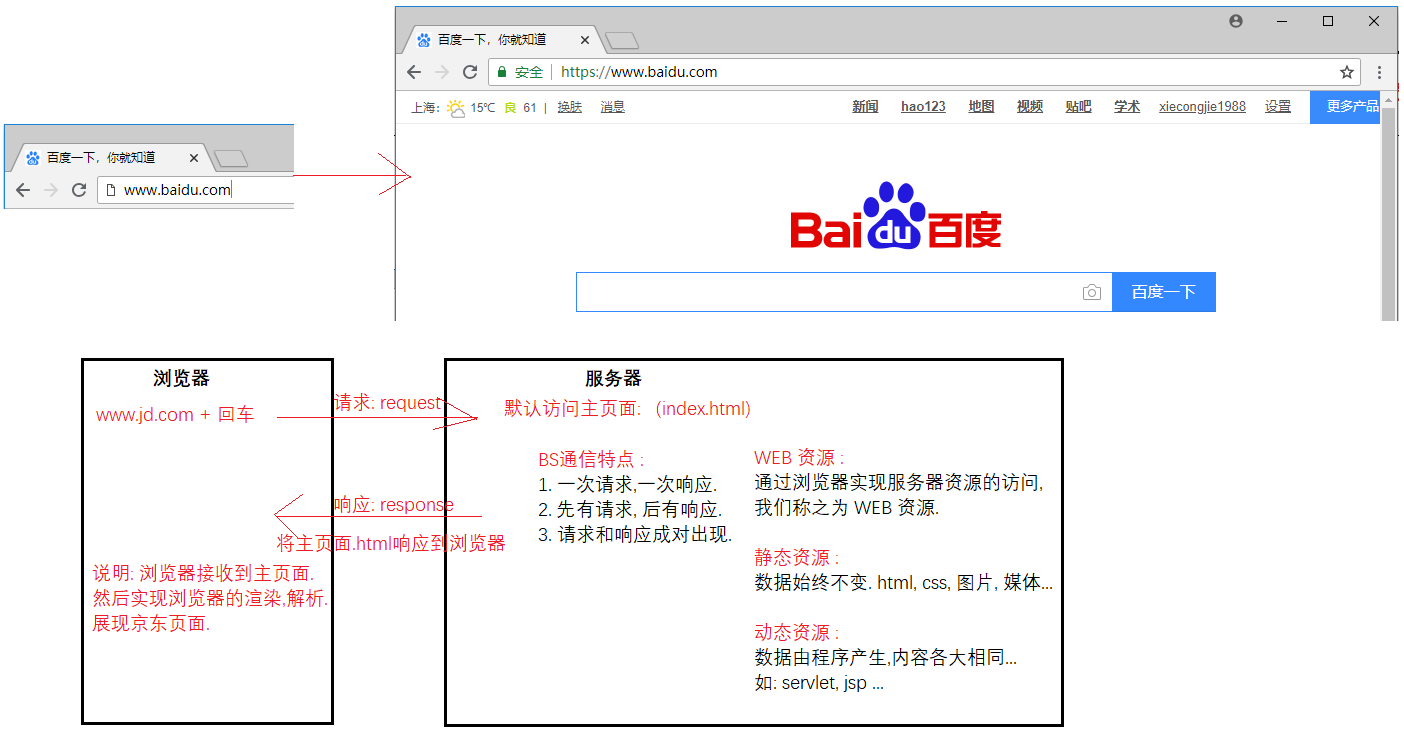 百度一下，你就知道
www.baidu.com
百度一下，你就知道
安全 https://www.baidu.com
上海: 15℃ 良 61 | 换肤 消息 新闻 hao123 地图 视频 贴吧 学术 xiecongjie1988 设置 更多产品
Bai du 百度
百度一下
浏览器
www.jd.com + 回车
请求: request
响应: response
将主页面.html响应到浏览器
说明: 浏览器接收到主页面.
然后实现浏览器的渲染,解析.
展现京东页面.
服务器
默认访问主页面: (index.html)
BS通信特点 :
1. 一次请求,一次响应.
2. 先有请求, 后有响应.
3. 请求和响应成对出现.
WEB 资源 :
通过浏览器实现服务器资源的访问,
我们称之为 WEB 资源.
静态资源 :
数据始终不变. html, css, 图片, 媒体...
动态资源 :
数据由程序产生,内容各大相同...
如: servlet, jsp ...